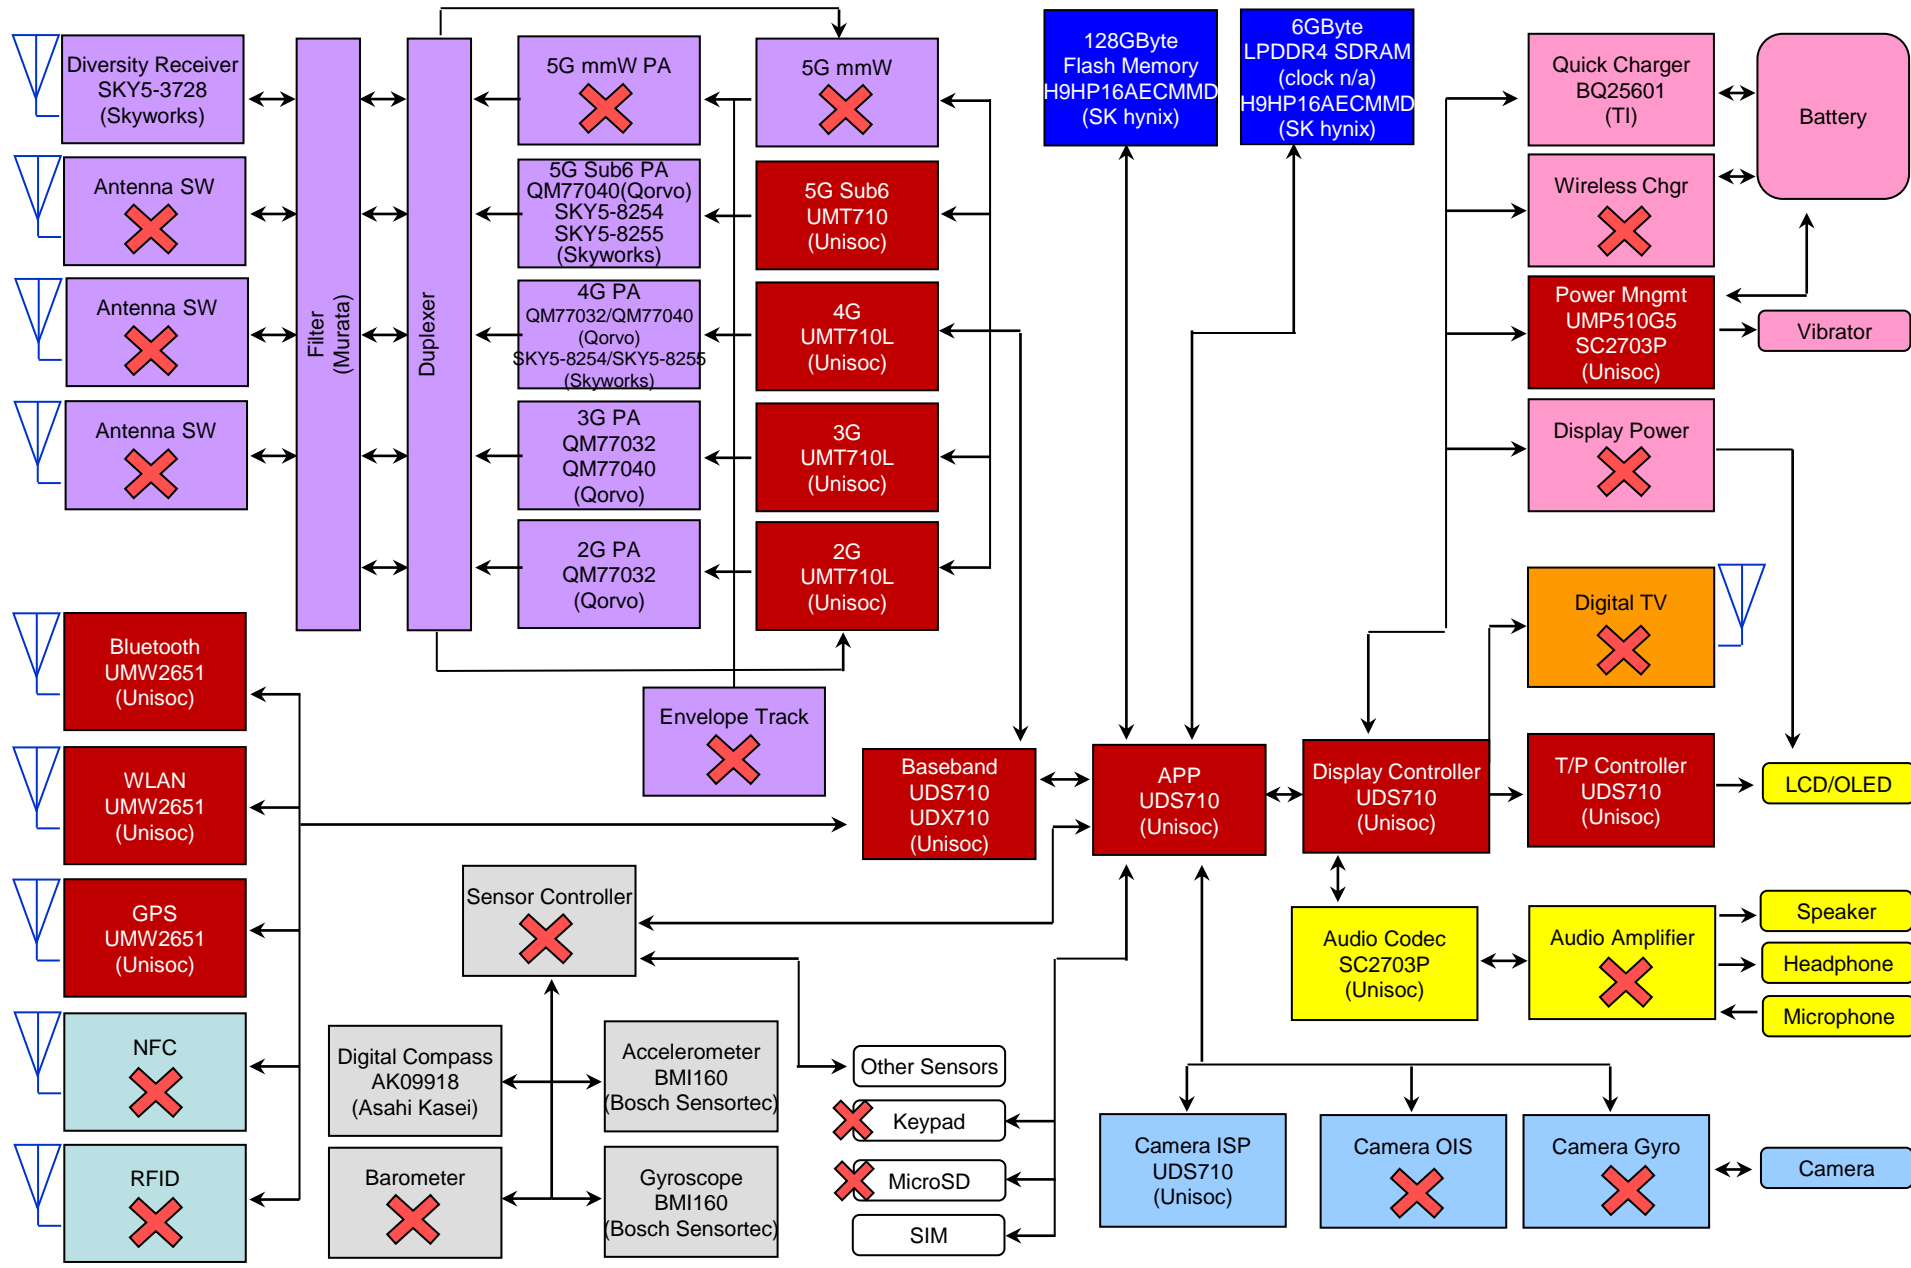 Diversity Receiver
SKY5-3728
(Skyworks)
Antenna SW
Antenna SW
Antenna SW
Filter
(Murata)
Duplexer
5G mmW PA
5G Sub6 PA
QM77040(Qorvo)
SKY5-8254
SKY5-8255
(Skyworks)
4G PA
QM77032/QM77040
(Qorvo)
SKY5-8254/SKY5-8255
(Skyworks)
3G PA
QM77032
QM77040
(Qorvo)
2G PA
QM77032
(Qorvo)
5G mmW
5G Sub6
UMT710
(Unisoc)
4G
UMT710L
(Unisoc)
3G
UMT710L
(Unisoc)
2G
UMT710L
(Unisoc)
128GByte
Flash Memory
H9HP16AECMMD
(SK hynix)
6GByte
LPDDR4 SDRAM
(clock n/a)
H9HP16AECMMD
(SK hynix)
Quick Charger
BQ25601
(TI)
Battery
Wireless Chgr
Power Mngmt
UMP510G5
SC2703P
(Unisoc)
Vibrator
Display Power
Digital TV
Bluetooth
UMW2651
(Unisoc)
WLAN
UMW2651
(Unisoc)
GPS
UMW2651
(Unisoc)
NFC
RFID
Envelope Track
Baseband
UDS710
UDX710
(Unisoc)
APP
UDS710
(Unisoc)
Display Controller
UDS710
(Unisoc)
T/P Controller
UDS710
(Unisoc)
LCD/OLED
Sensor Controller
Digital Compass
AK09918
(Asahi Kasei)
Accelerometer
BMI160
(Bosch Sensortec)
Barometer
Gyroscope
BMI160
(Bosch Sensortec)
Other Sensors
Keypad
MicroSD
SIM
Audio Codec
SC2703P
(Unisoc)
Audio Amplifier
Speaker
Headphone
Microphone
Camera ISP
UDS710
(Unisoc)
Camera OIS
Camera Gyro
Camera